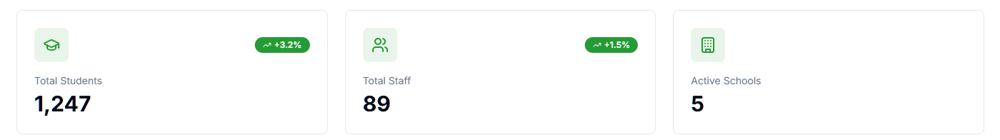 +3.2%
Total Students
1,247
+1.5%
Total Staff
89
Active Schools
5